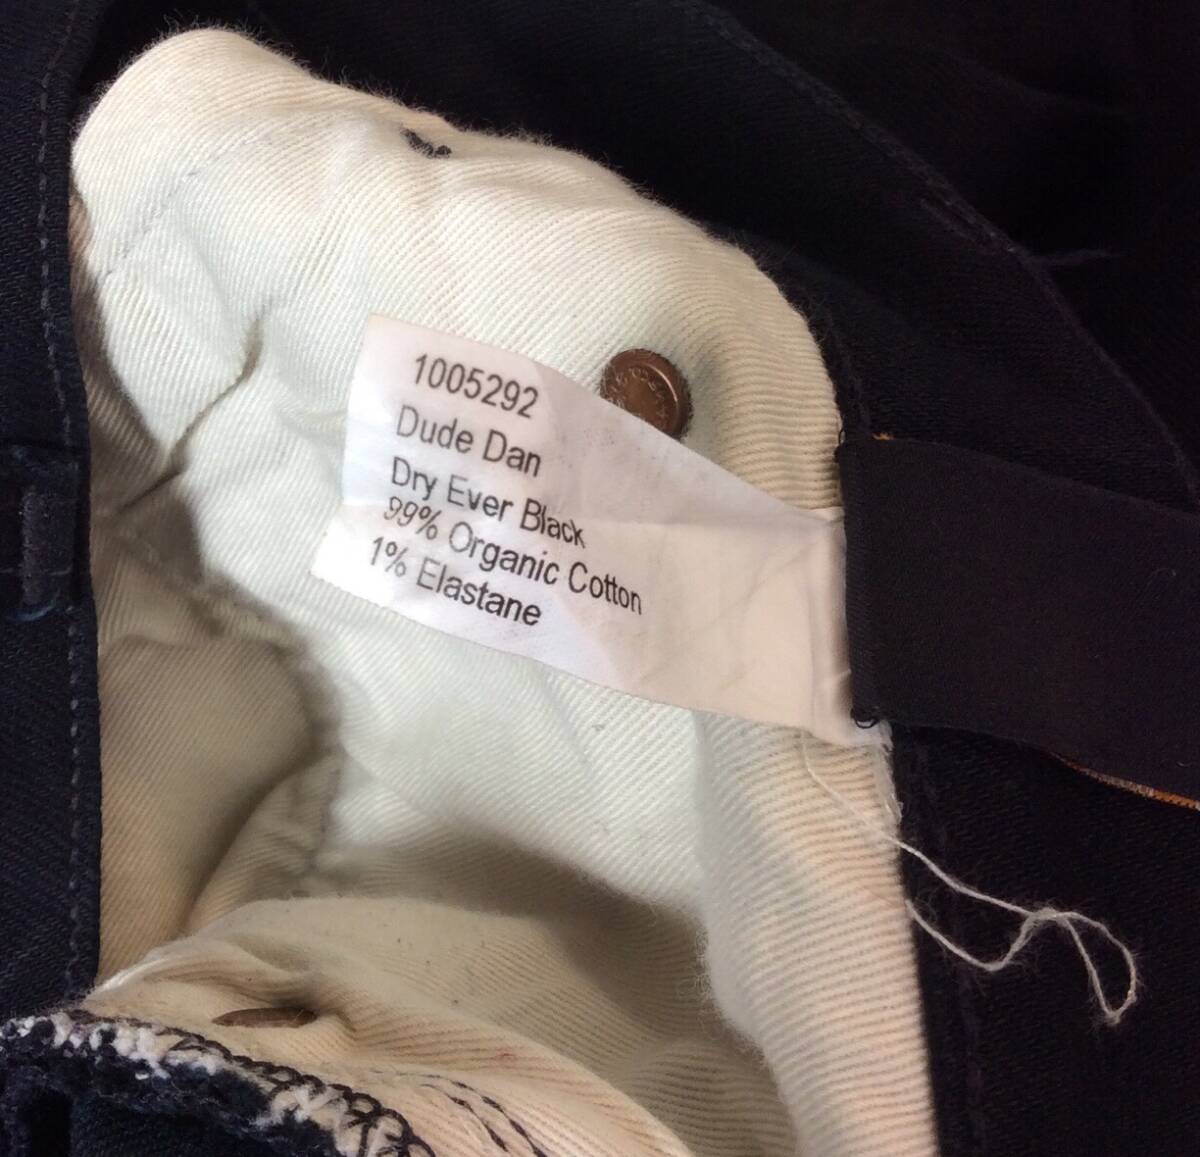 1005292
Dude Dan
Dry Ever Black
99% Organic Cotton
1% Elastane